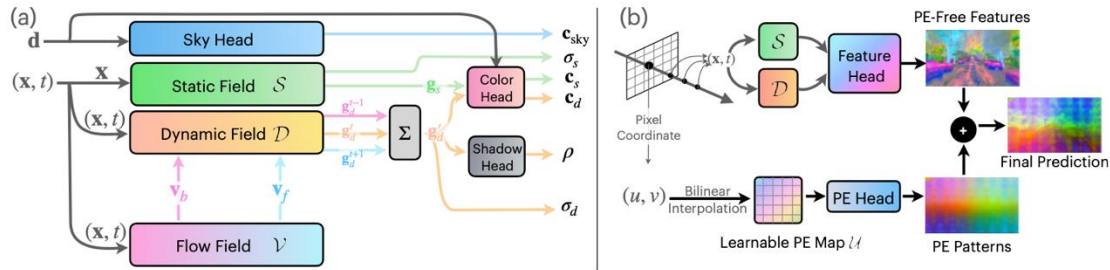 (a)
d
Sky Head
c_sky
σ_s
(x, t)
x
Static Field S
g_s
Color
Head
c_s
c_d
(x, t)
Dynamic Field D
g_d^{t-1}
g_d^t
g_d^{t+1}
Σ
g_d'
Shadow
Head
ρ
v_b
v_f
σ_d
(x, t)
Flow Field V
(b)
PE-Free Features
(x, t)
S
D
Feature
Head
Pixel
Coordinate
+
Final Prediction
(u, v)
Bilinear
Interpolation
PE Head
Learnable PE Map U
PE Patterns